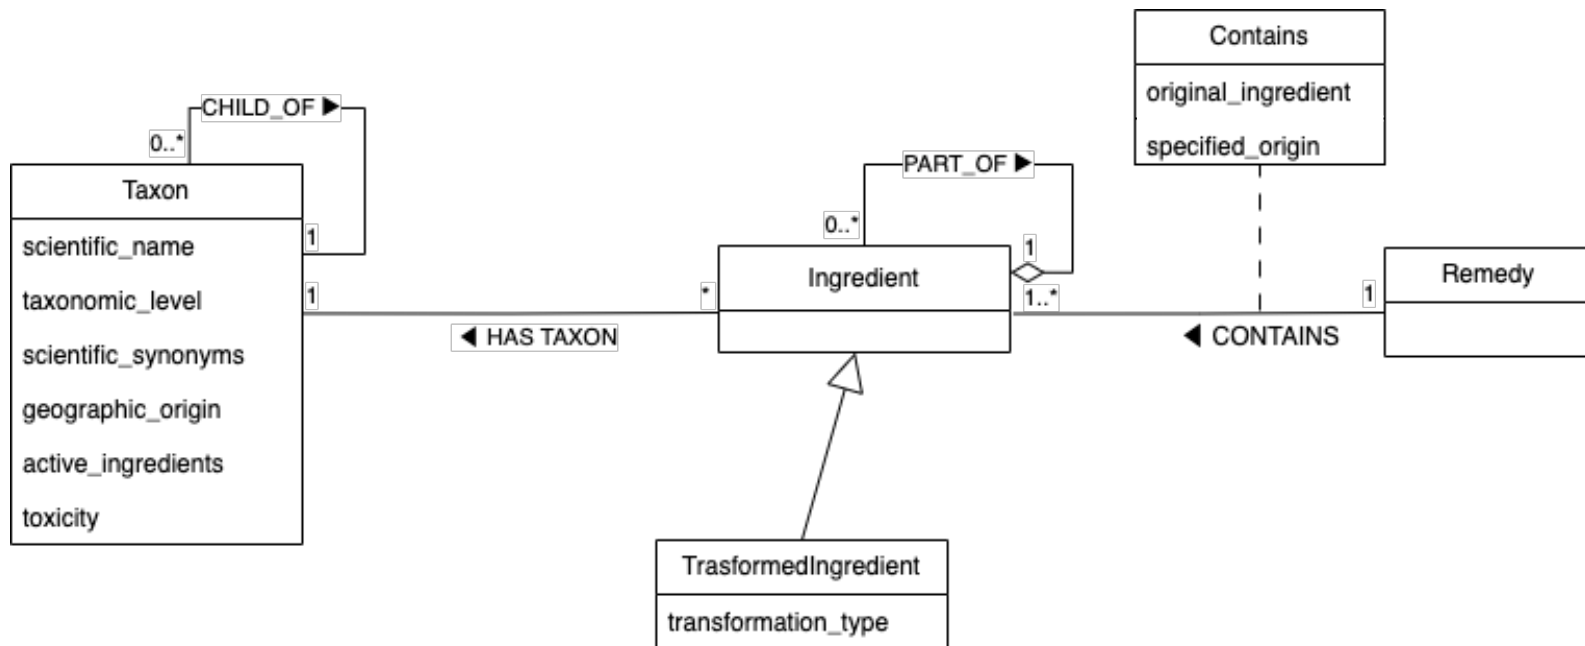 Contains
original_ingredient
specified_origin
CHILD_OF ▶
0..*
1
Taxon
scientific_name
taxonomic_level
scientific_synonyms
geographic_origin
active_ingredients
toxicity
1
◀ HAS TAXON
*
PART_OF ▶
0..*
1
Ingredient
1..*
◀ CONTAINS
1
Remedy
TrasformedIngredient
transformation_type